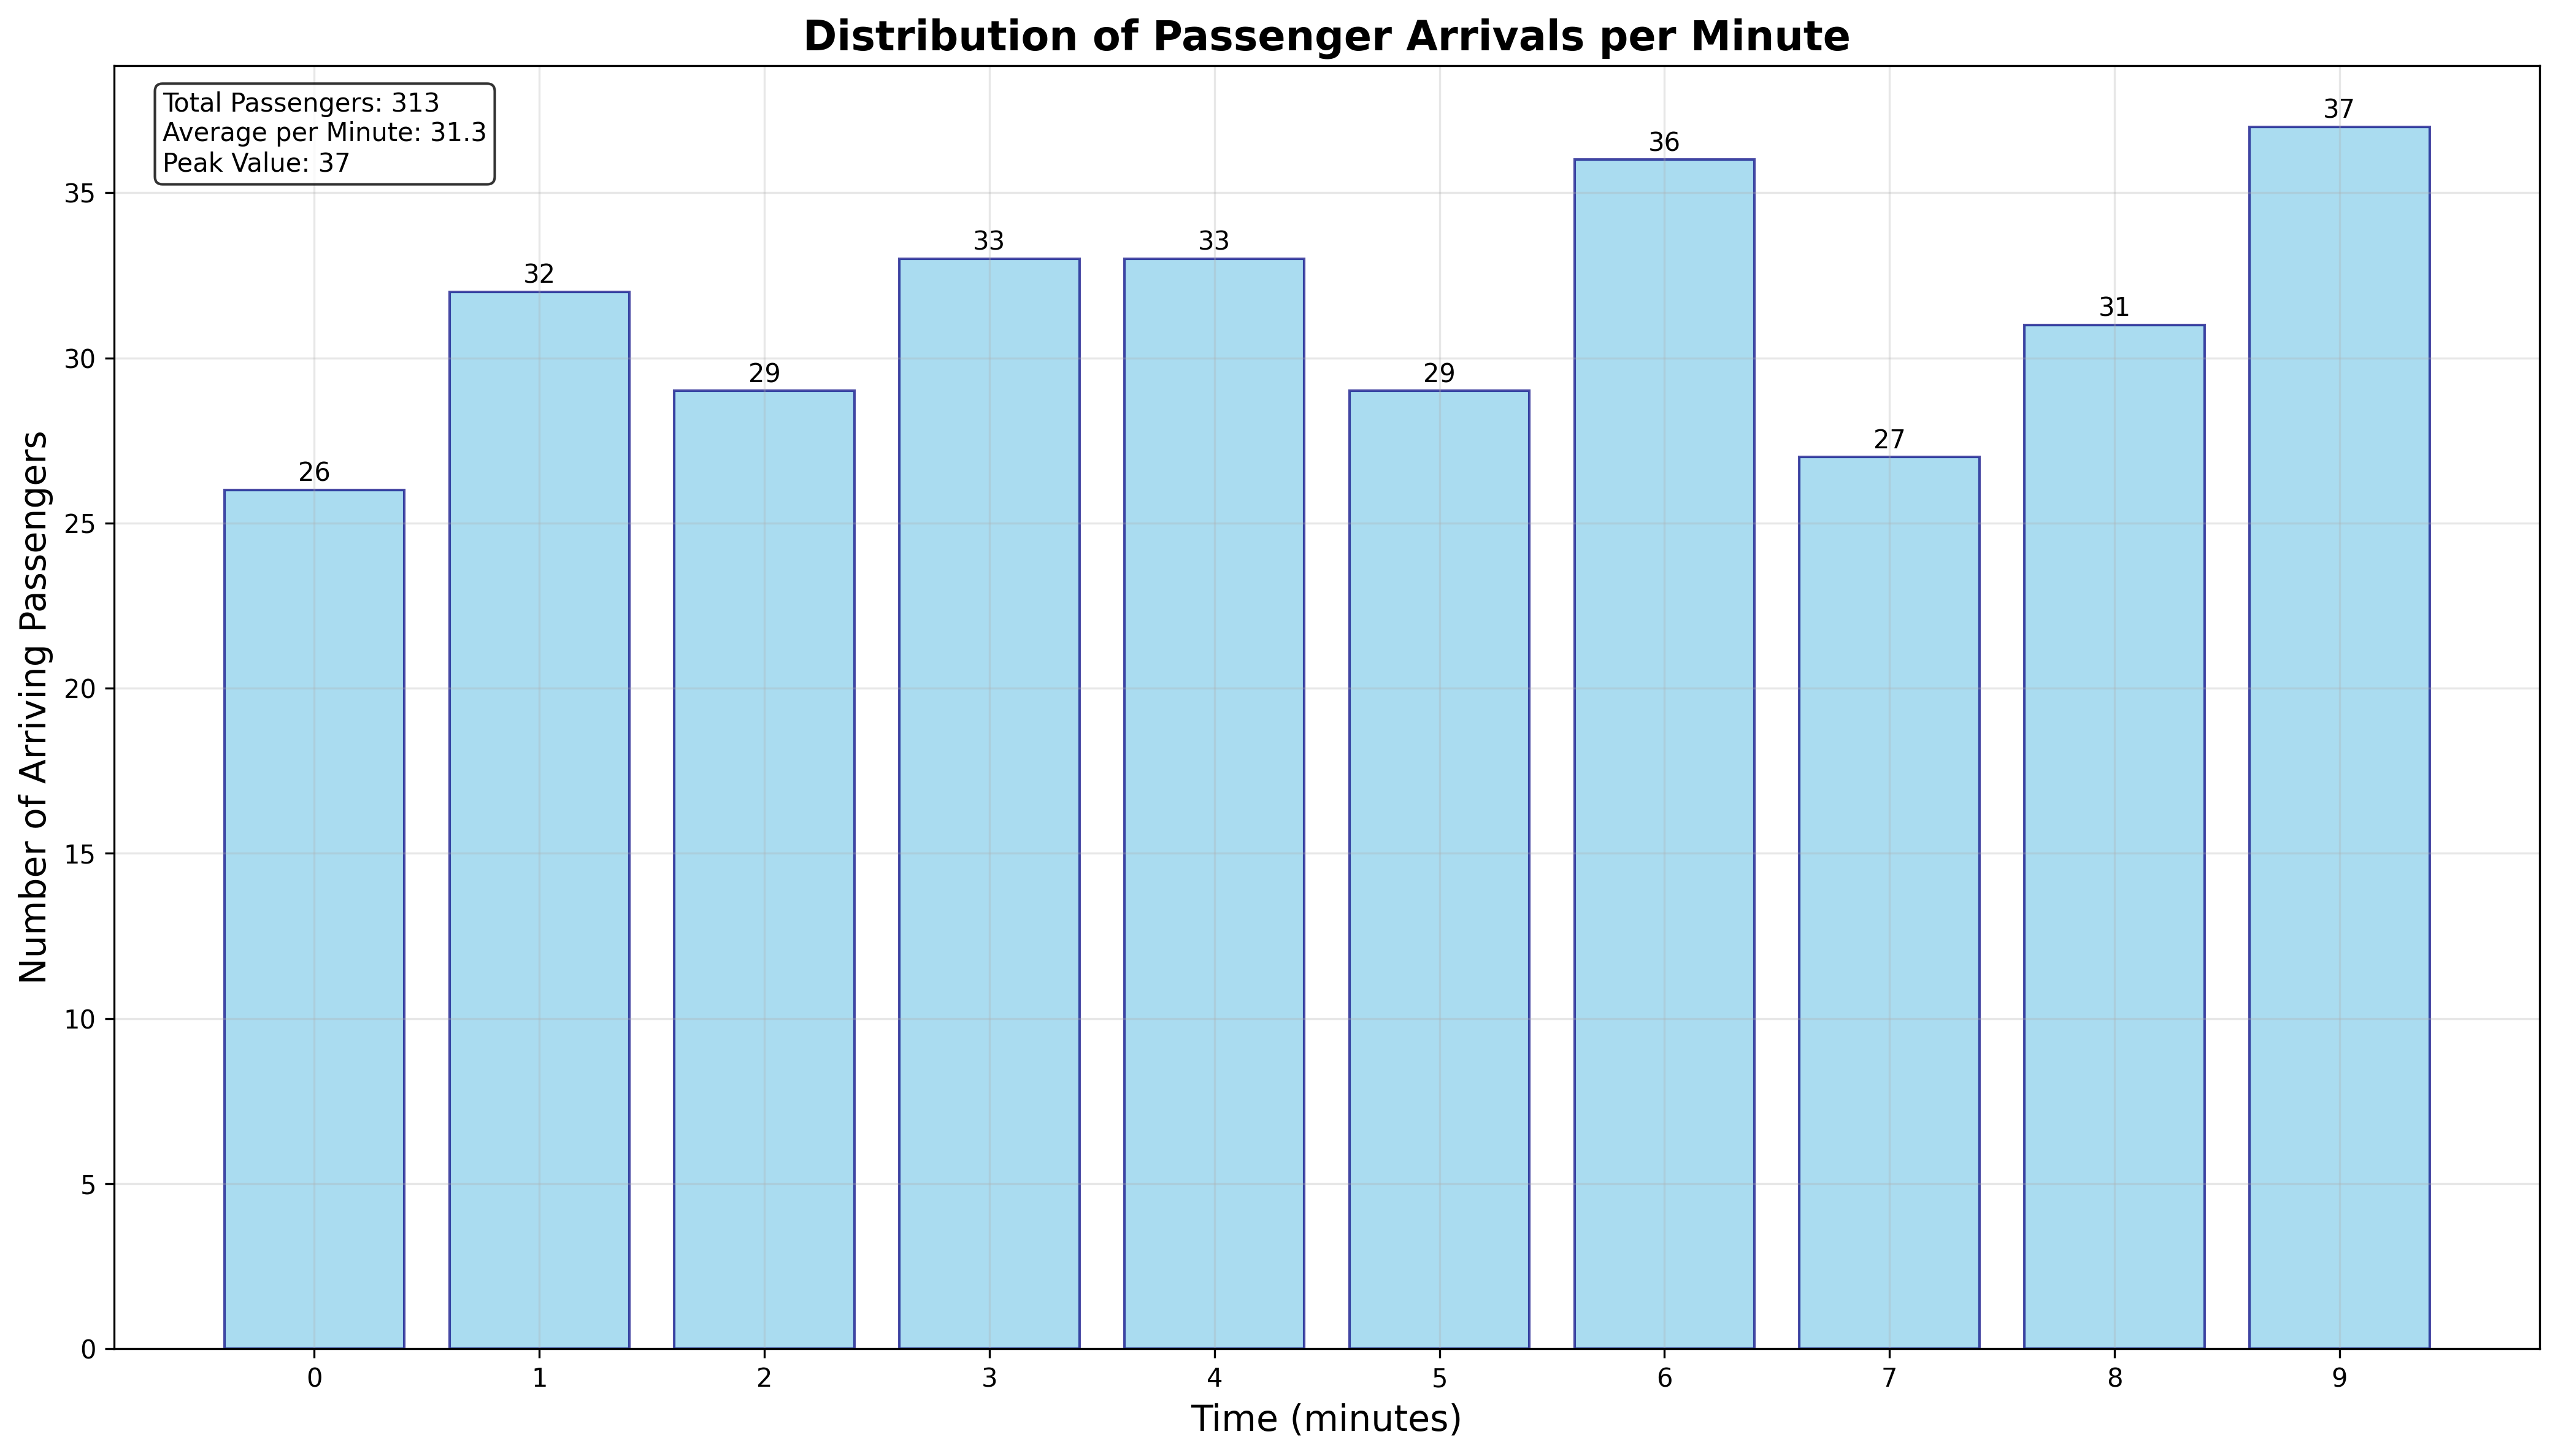 Distribution of Passenger Arrivals per Minute
Total Passengers: 313
Average per Minute: 31.3
Peak Value: 37
Number of Arriving Passengers
35
30
25
20
15
10
5
0
26
32
29
33
33
29
36
27
31
37
0 1 2 3 4 5 6 7 8 9
Time (minutes)